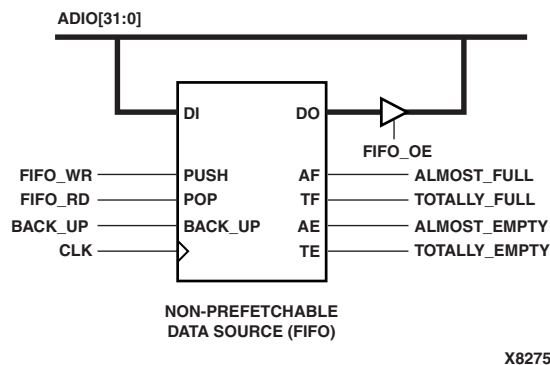 ADIO[31:0]
DI DO
FIFO_OE
FIFO_WR PUSH AF ALMOST_FULL
FIFO_RD POP TF TOTALLY_FULL
BACK_UP BACK_UP AE ALMOST_EMPTY
CLK TE TOTALLY_EMPTY
NON-PREFETCHABLE
DATA SOURCE (FIFO)
X8275